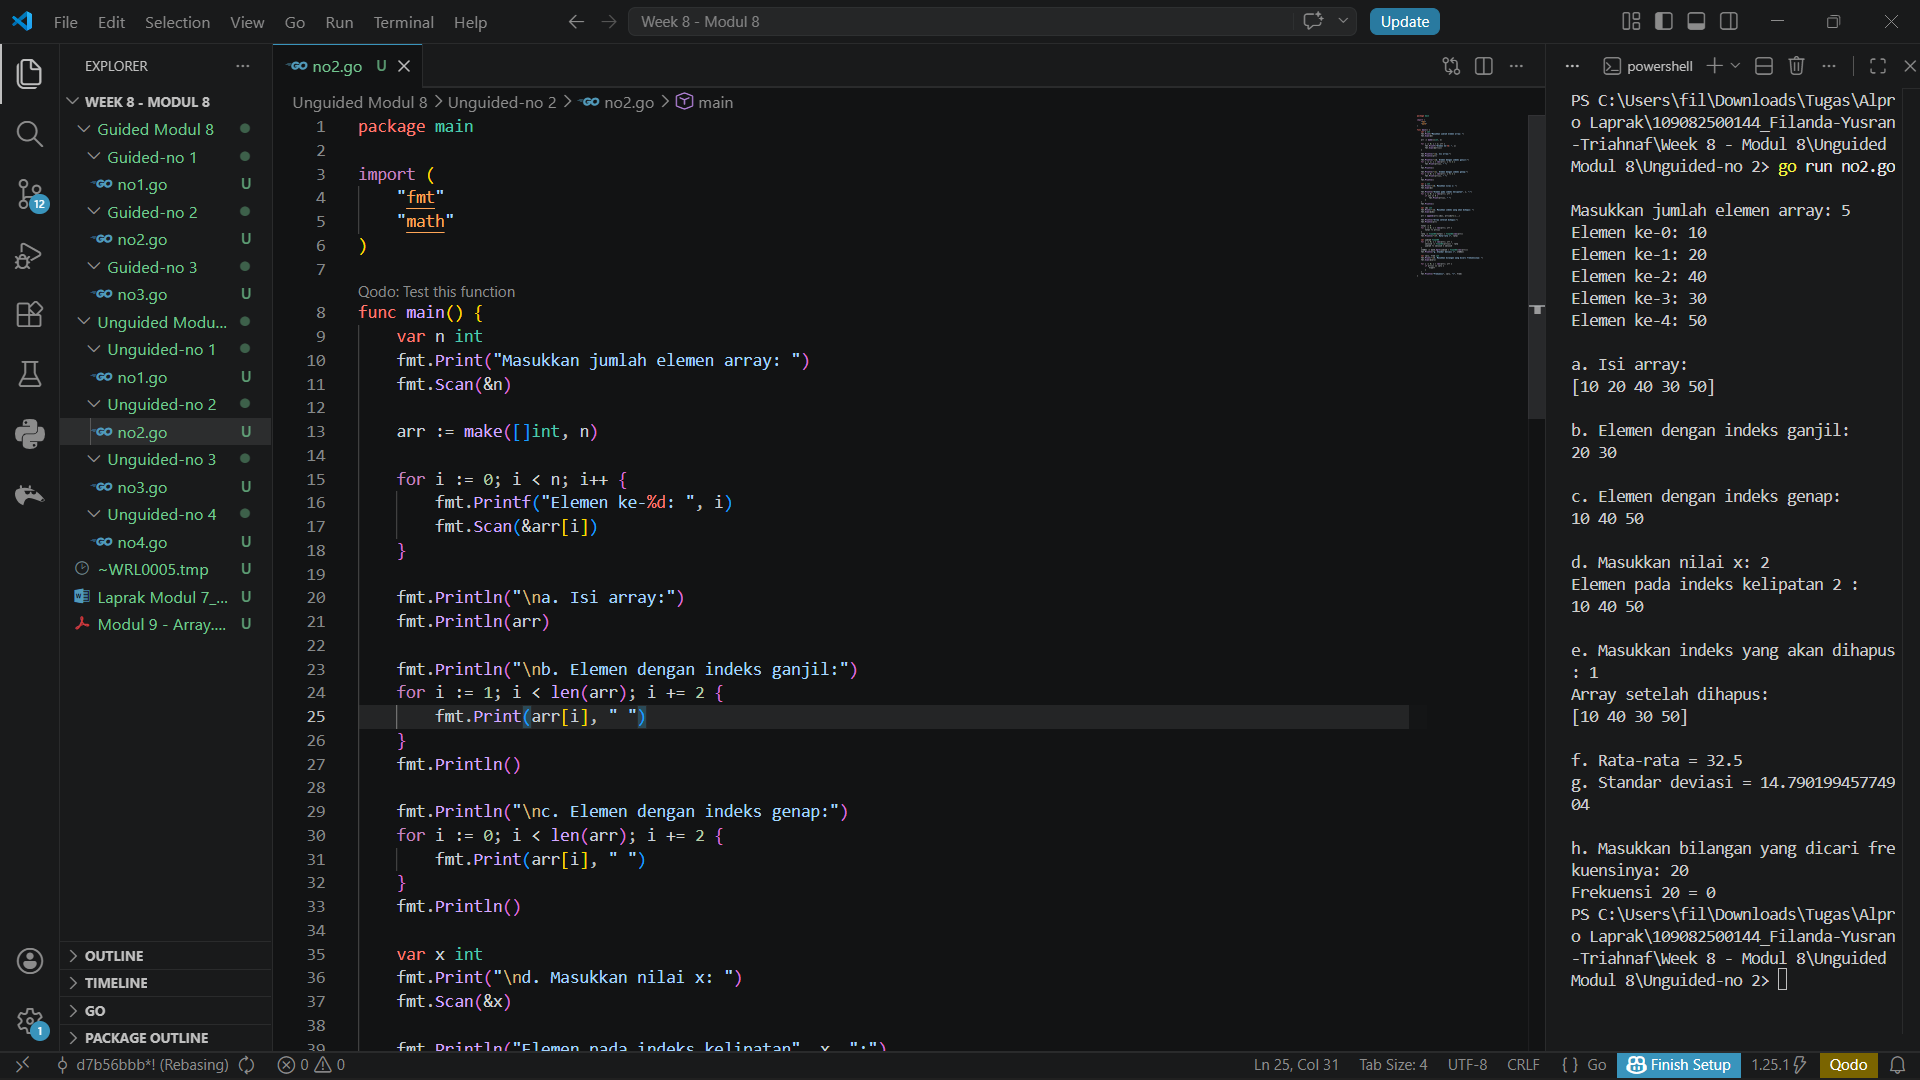 File Edit Selection View Go Run Terminal Help
Week 8 - Modul 8
Update
EXPLORER
WEEK 8 - MODUL 8
Guided Modul 8
Guided-no 1
no1.go U
Guided-no 2
no2.go U
Guided-no 3
no3.go U
Unguided Modu...
Unguided-no 1
no1.go U
Unguided-no 2
no2.go U
Unguided-no 3
no3.go U
Unguided-no 4
no4.go U
~WRL0005.tmp U
Laprak Modul 7_... U
Modul 9 - Array.... U
OUTLINE
TIMELINE
GO
PACKAGE OUTLINE
12
1
GO no2.go U
Unguided Modul 8 > Unguided-no 2 > GO no2.go > main
1 package main
2
3 import (
4 "fmt"
5 "math"
6 )
7
Qodo: Test this function
8 func main() {
9 var n int
10 fmt.Print("Masukkan jumlah elemen array: ")
11 fmt.Scan(&n)
12
13 arr := make([]int, n)
14
15 for i := 0; i < n; i++ {
16 fmt.Printf("Elemen ke-%d: ", i)
17 fmt.Scan(&arr[i])
18 }
19
20 fmt.Println("\na. Isi array:")
21 fmt.Println(arr)
22
23 fmt.Println("\nb. Elemen dengan indeks ganjil:")
24 for i := 1; i < len(arr); i += 2 {
25 fmt.Print(arr[i], " ")
26 }
27 fmt.Println()
28
29 fmt.Println("\nc. Elemen dengan indeks genap:")
30 for i := 0; i < len(arr); i += 2 {
31 fmt.Print(arr[i], " ")
32 }
33 fmt.Println()
34
35 var x int
36 fmt.Print("\nd. Masukkan nilai x: ")
37 fmt.Scan(&x)
38
39 fmt.Println("Elemen pada indeks kelipatan", x, ":")
powershell
PS C:\Users\fil\Downloads\Tugas\Alpr
o Laprak\109082500144_Filanda-Yusran
-Triahnaf\Week 8 - Modul 8\Unguided
Modul 8\Unguided-no 2> go run no2.go
Masukkan jumlah elemen array: 5
Elemen ke-0: 10
Elemen ke-1: 20
Elemen ke-2: 40
Elemen ke-3: 30
Elemen ke-4: 50
a. Isi array:
[10 20 40 30 50]
b. Elemen dengan indeks ganjil:
20 30
c. Elemen dengan indeks genap:
10 40 50
d. Masukkan nilai x: 2
Elemen pada indeks kelipatan 2 :
10 40 50
e. Masukkan indeks yang akan dihapus
: 1
Array setelah dihapus:
[10 40 30 50]
f. Rata-rata = 32.5
g. Standar deviasi = 14.790199457749
04
h. Masukkan bilangan yang dicari fre
kuensinya: 20
Frekuensi 20 = 0
PS C:\Users\fil\Downloads\Tugas\Alpr
o Laprak\109082500144_Filanda-Yusran
-Triahnaf\Week 8 - Modul 8\Unguided
Modul 8\Unguided-no 2>
d7b56bbb*! (Rebasing) 0 0
Ln 25, Col 31 Tab Size: 4 UTF-8 CRLF { } Go Finish Setup 1.25.1 Qodo